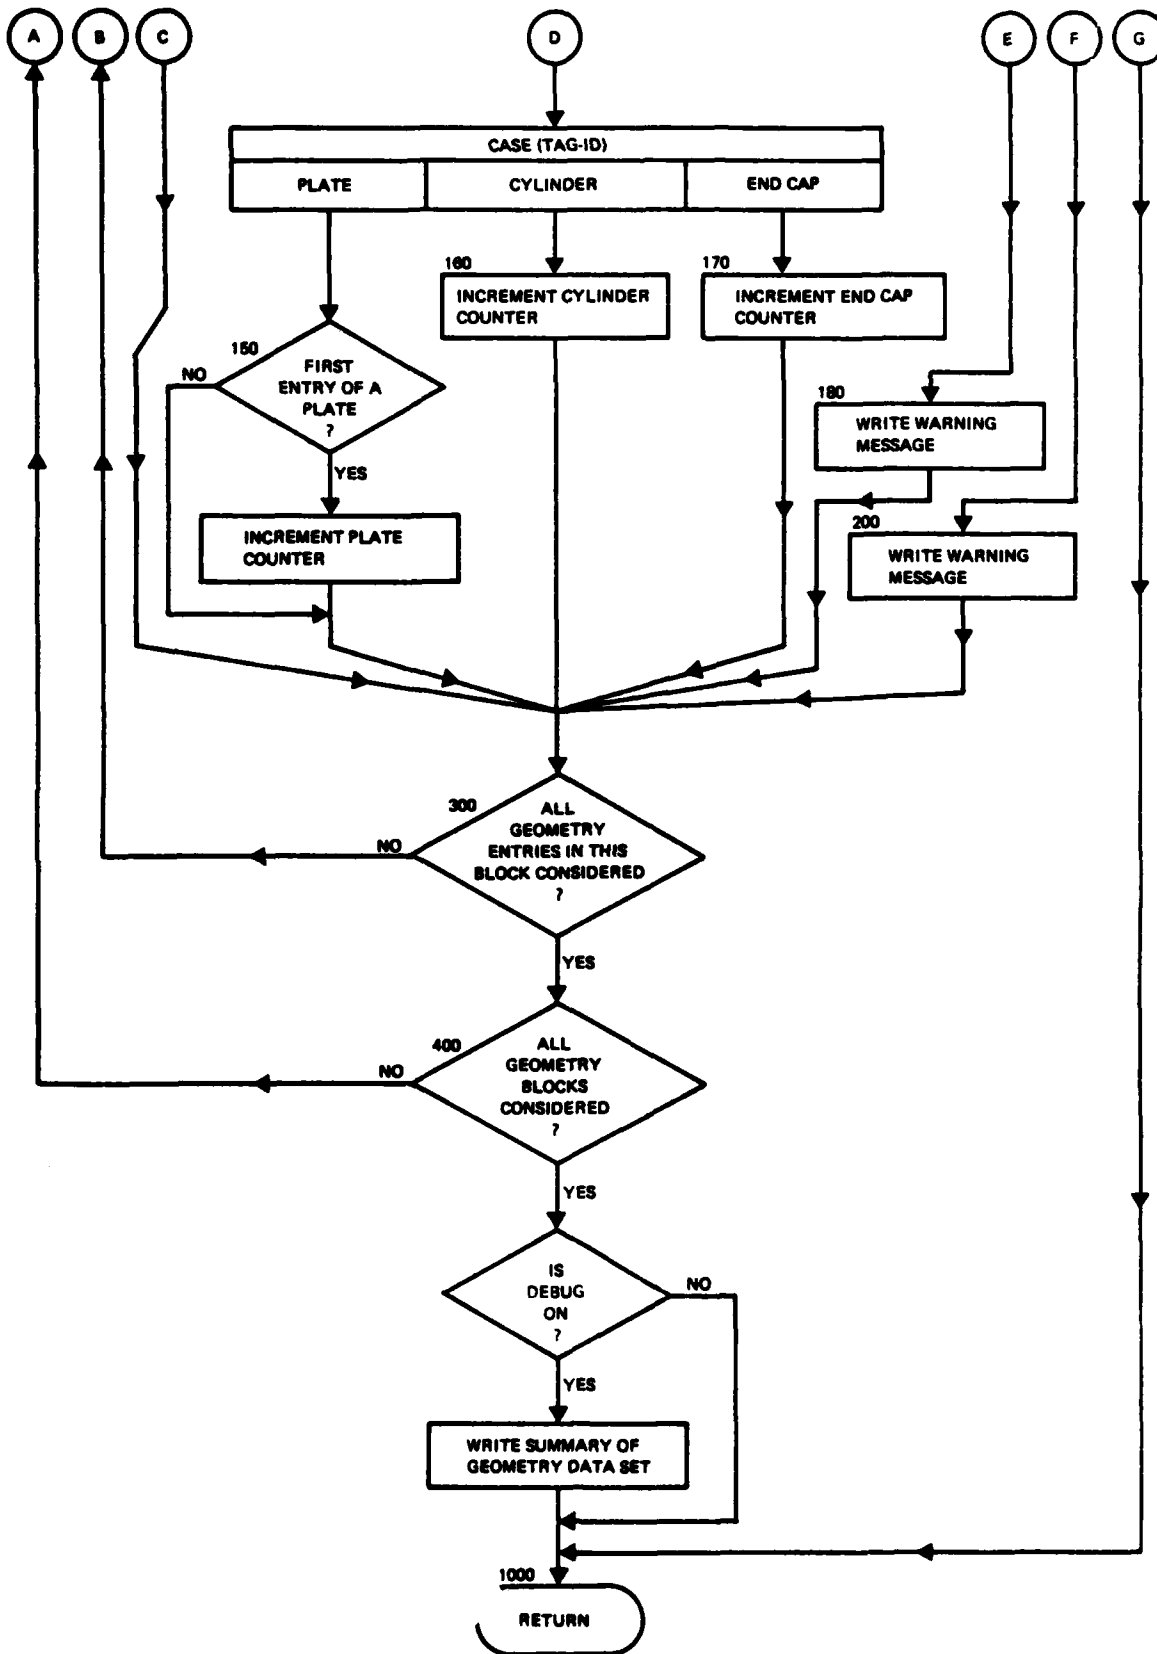 A B C D E F G
CASE (TAG-ID)
PLATE CYLINDER END CAP
160
INCREMENT CYLINDER
COUNTER
170
INCREMENT END CAP
COUNTER
150
NO
FIRST
ENTRY OF A
PLATE
?
YES
180
WRITE WARNING
MESSAGE
INCREMENT PLATE
COUNTER
200
WRITE WARNING
MESSAGE
300
NO
ALL
GEOMETRY
ENTRIES IN THIS
BLOCK CONSIDERED
?
YES
400
NO
ALL
GEOMETRY
BLOCKS
CONSIDERED
?
YES
IS
DEBUG
ON
?
NO
YES
WRITE SUMMARY OF
GEOMETRY DATA SET
1000
RETURN